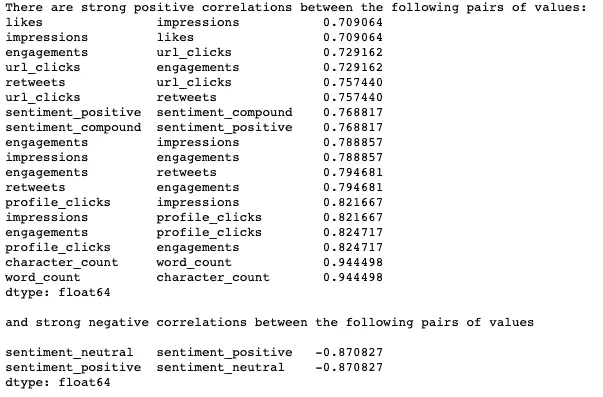 There are strong positive correlations between the following pairs of values:
likes impressions 0.709064
impressions likes 0.709064
engagements url_clicks 0.729162
url_clicks engagements 0.729162
retweets url_clicks 0.757440
url_clicks retweets 0.757440
sentiment_positive sentiment_compound 0.768817
sentiment_compound sentiment_positive 0.768817
engagements impressions 0.788857
impressions engagements 0.788857
engagements retweets 0.794681
retweets engagements 0.794681
profile_clicks impressions 0.821667
impressions profile_clicks 0.821667
engagements profile_clicks 0.824717
profile_clicks engagements 0.824717
character_count word_count 0.944498
word_count character_count 0.944498
dtype: float64
and strong negative correlations between the following pairs of values
sentiment_neutral sentiment_positive -0.870827
sentiment_positive sentiment_neutral -0.870827
dtype: float64